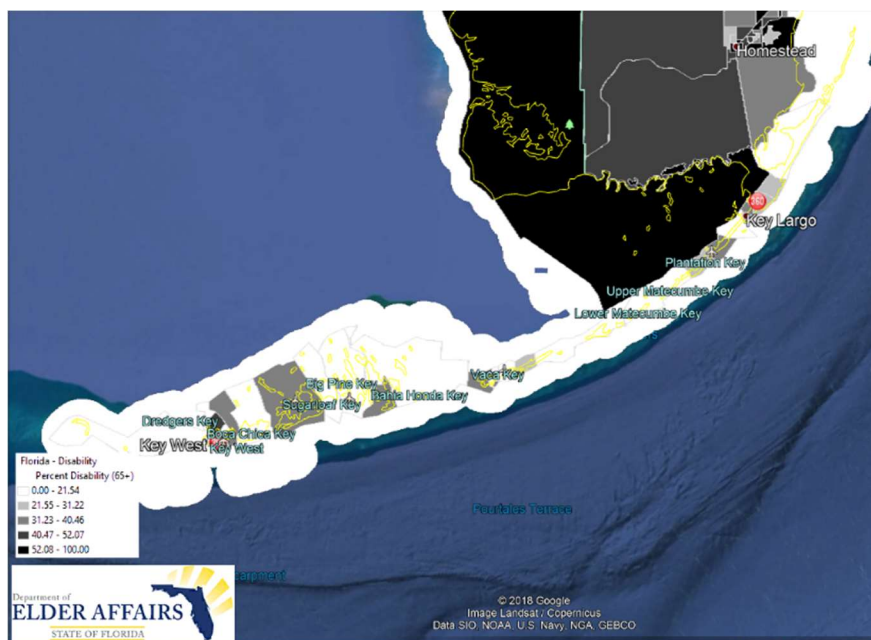 Homestead
360
Key Largo
Plantation Key
Upper Matecumbe Key
Lower Matecumbe Key
Vaca Key
Big Pine Key
Bahia Honda Key
Sugarloaf Key
Dredgers Key
Boca Chica Key
Key West
Key West
Florida - Disability
Percent Disability (65+)
0.00 - 21.54
21.55 - 31.22
31.23 - 40.46
40.47 - 52.07
52.08 - 100.00
Pourtales Terrace
Department of
ELDER AFFAIRS
STATE OF FLORIDA
© 2018 Google
Image Landsat / Copernicus
Data SIO, NOAA, U.S. Navy, NGA, GEBCO